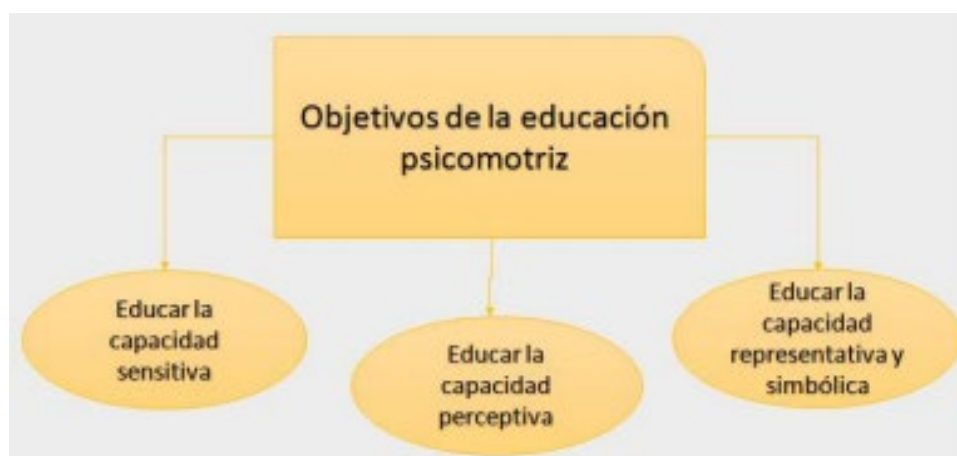 Objetivos de la educación
psicomotriz
Educar la
capacidad
sensitiva
Educar la
capacidad
perceptiva
Educar la
capacidad
representativa y
simbólica